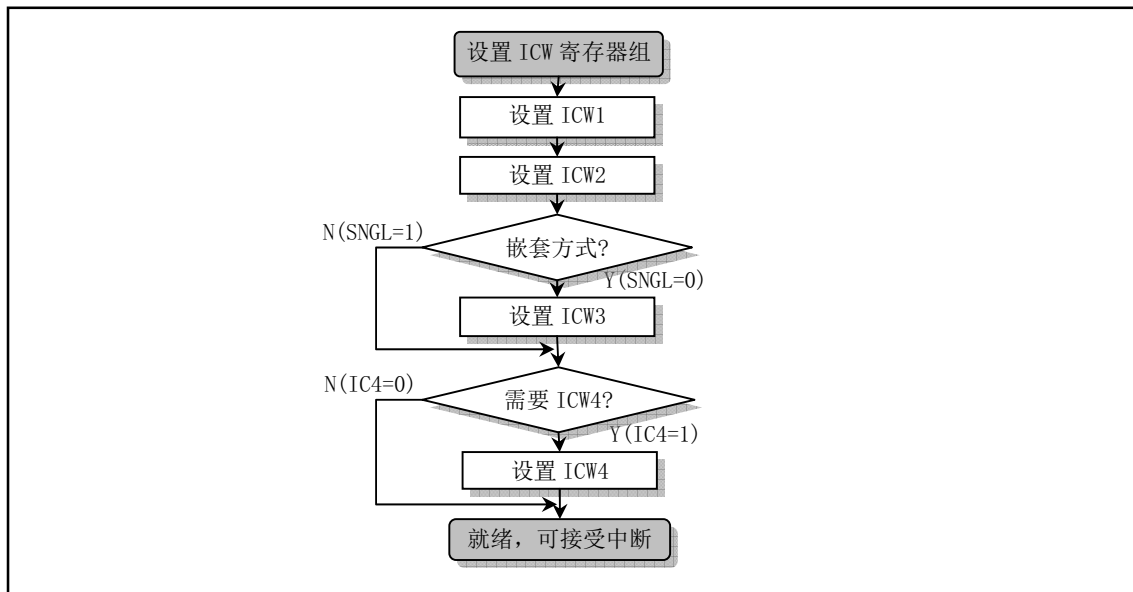 设置 ICW 寄存器组
设置 ICW1
设置 ICW2
N(SNGL=1)
嵌套方式?
Y(SNGL=0)
设置 ICW3
N(IC4=0)
需要 ICW4?
Y(IC4=1)
设置 ICW4
就绪，可接受中断